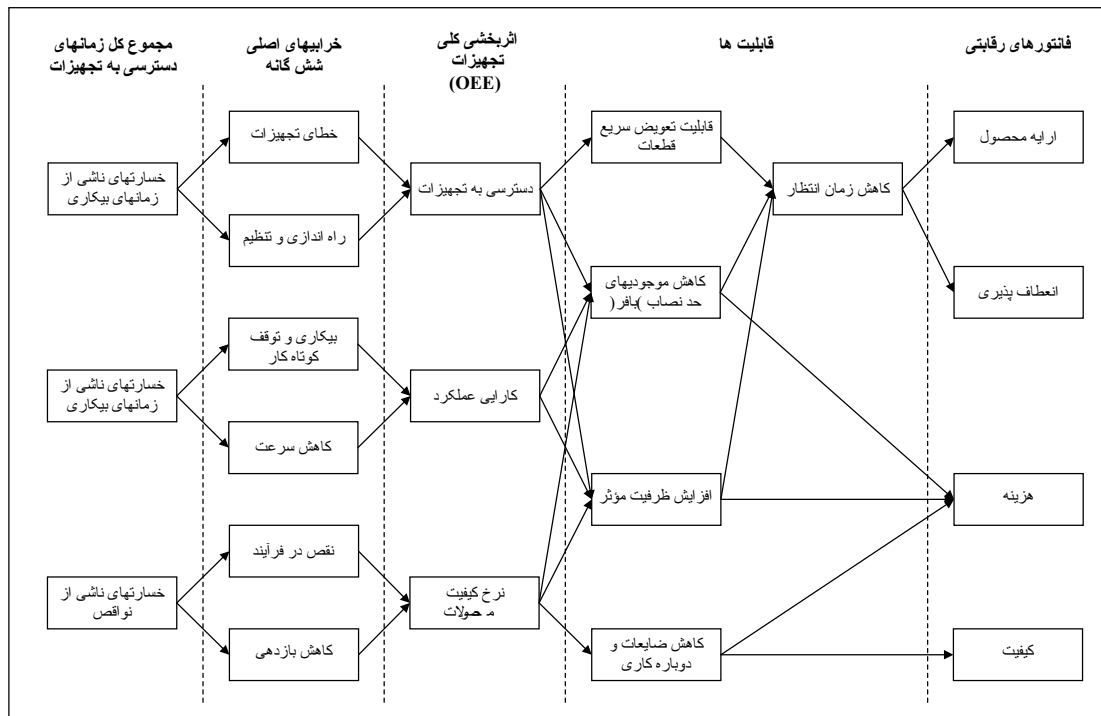 مجموع کل زمانهای
دسترسی به تجهیزات
خرابیهای اصلی
شش گانه
اثربخشی کلی
تجهیزات
(OEE)
قابلیت ها
فانتورهای رقابتی
خسارتهای ناشی از
زمانهای بیکاری
خسارتهای ناشی از
زمانهای بیکاری
خسارتهای ناشی از
نواقص
خطای تجهیزات
راه اندازی و تنظیم
بیکاری و توقف
کوتاه کار
کاهش سرعت
نقص در فرآیند
کاهش بازدهی
دسترسی به تجهیزات
کارایی عملکرد
نرخ کیفیت
محصولات
قابلیت تعویض سریع
قطعات
کاهش موجودیهای
حد نصاب )بافر(
افزایش ظرفیت مؤثر
کاهش ضایعات و
دوباره کاری
کاهش زمان انتظار
ارایه محصول
انعطاف پذیری
هزینه
کیفیت